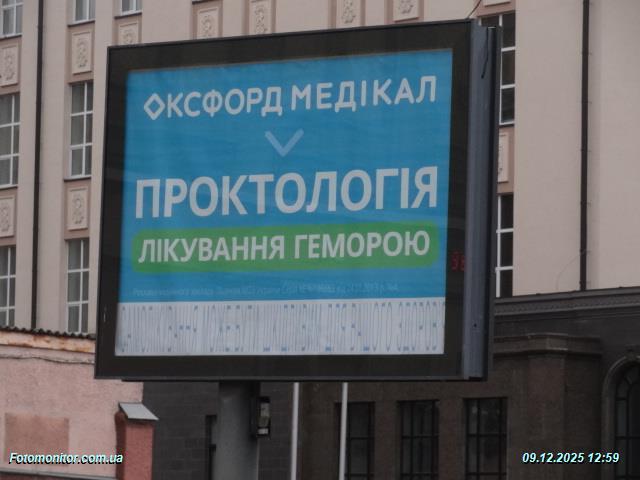 ОКСФОРД МЕДІКАЛ
ПРОКТОЛОГІЯ
ЛІКУВАННЯ ГЕМОРОЮ
Fotomonitor.com.ua
09.12.2025 12:59